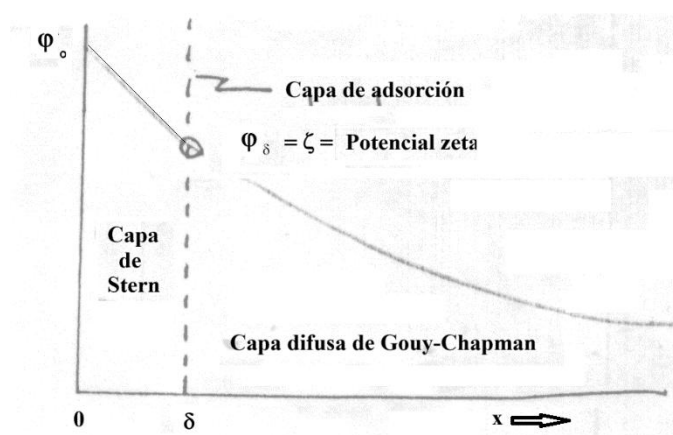 φ₀
Capa de adsorción
φ δ = ζ = Potencial zeta
Capa
de
Stern
Capa difusa de Gouy-Chapman
0
δ
x